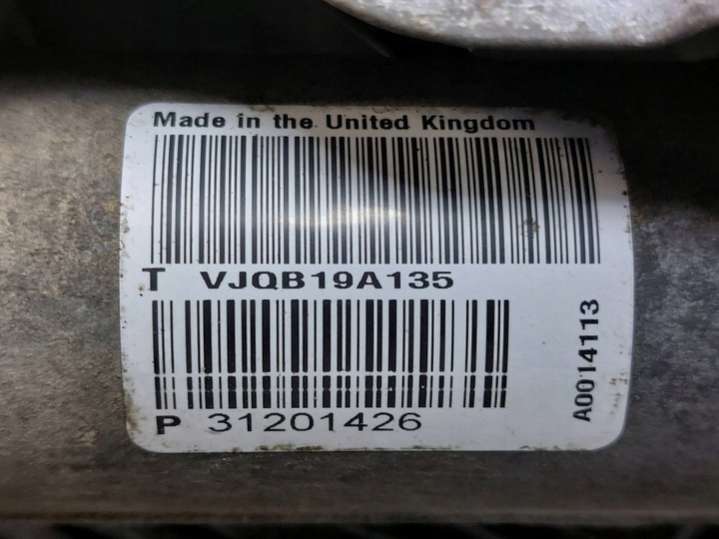 Made in the United Kingdom
T VJQB19A135
P 31201426
A0014113